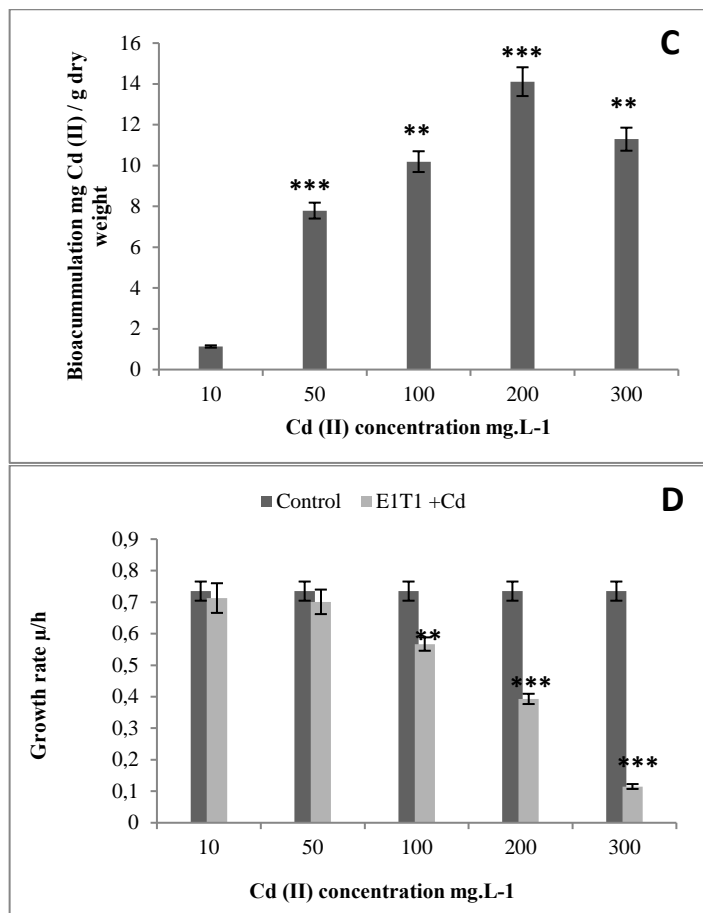 C
Bioacummulation mg Cd (II) / g dry
weight
16
14
12
10
8
6
4
2
0
***
**
***
**
10 50 100 200 300
Cd (II) concentration mg.L-1
D
Control E1T1 +Cd
Growth rate µ/h
0,9
0,8
0,7
0,6
0,5
0,4
0,3
0,2
0,1
0
**
***
***
10 50 100 200 300
Cd (II) concentration mg.L-1